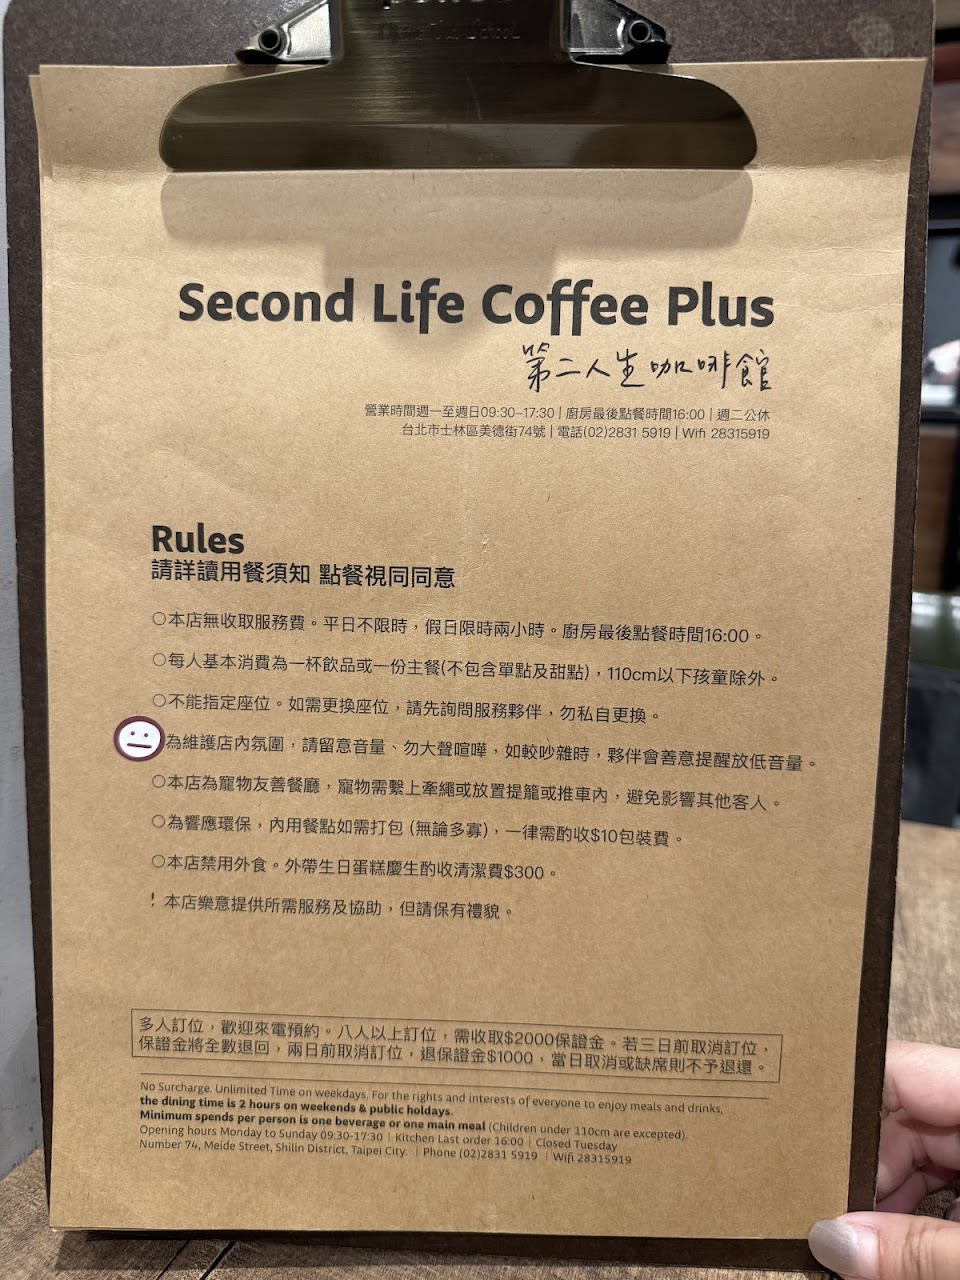 Second Life Coffee Plus
第二人生咖啡館
營業時間週一至週日09:30-17:30 | 廚房最後點餐時間16:00 | 週二公休
台北市士林區美德街74號 | 電話(02)2831 5919 | Wifi 28315919
Rules
請詳讀用餐須知 點餐視同同意
○本店無收取服務費。平日不限時，假日限時兩小時。廚房最後點餐時間16:00。
○每人基本消費為一杯飲品或一份主餐(不包含單點及甜點)，110cm以下孩童除外。
○不能指定座位。如需更換座位，請先詢問服務夥伴，勿私自更換。
為維護店內氛圍，請留意音量、勿大聲喧嘩，如較吵雜時，夥伴會善意提醒放低音量。
○本店為寵物友善餐廳，寵物需繫上牽繩或放置提籠或推車內，避免影響其他客人。
○為響應環保，內用餐點如需打包 (無論多寡)，一律需酌收$10包裝費。
○本店禁用外食。外帶生日蛋糕慶生酌收清潔費$300。
！本店樂意提供所需服務及協助，但請保有禮貌。
多人訂位，歡迎來電預約。八人以上訂位，需收取$2000保證金。若三日前取消訂位，
保證金將全數退回，兩日前取消訂位，退保證金$1000，當日取消或缺席則不予退還。
No Surcharge. Unlimited Time on weekdays. For the rights and interests of everyone to enjoy meals and drinks,
the dining time is 2 hours on weekends & public holdays.
Minimum spends per person is one beverage or one main meal (Children under 110cm are excepted)
Opening hours Monday to Sunday 09:30-17:30 | Kitchen Last order 16:00 | Closed Tuesday
Number 74, Meide Street, Shilin District, Taipei City. | Phone (02)2831 5919 | Wifi 28315919